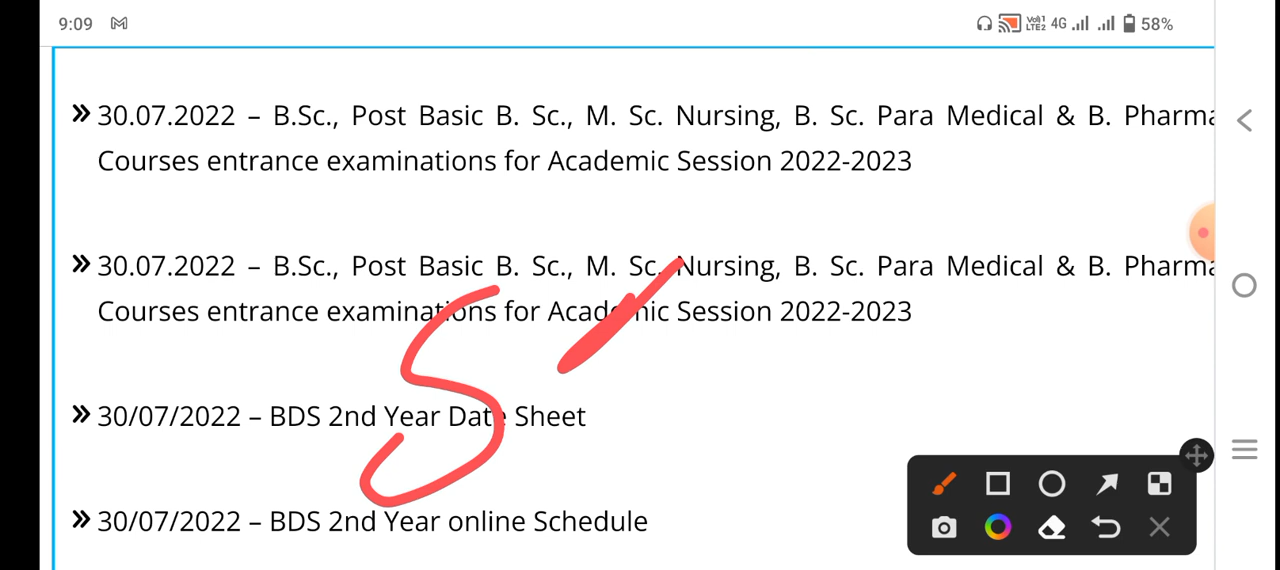 9:09
Vo))1 LTE2 4G 58%
» 30.07.2022 – B.Sc., Post Basic B. Sc., M. Sc. Nursing, B. Sc. Para Medical & B. Pharma
Courses entrance examinations for Academic Session 2022-2023
» 30.07.2022 – B.Sc., Post Basic B. Sc., M. Sc. Nursing, B. Sc. Para Medical & B. Pharma
Courses entrance examinations for Academic Session 2022-2023
» 30/07/2022 – BDS 2nd Year Date Sheet
» 30/07/2022 – BDS 2nd Year online Schedule